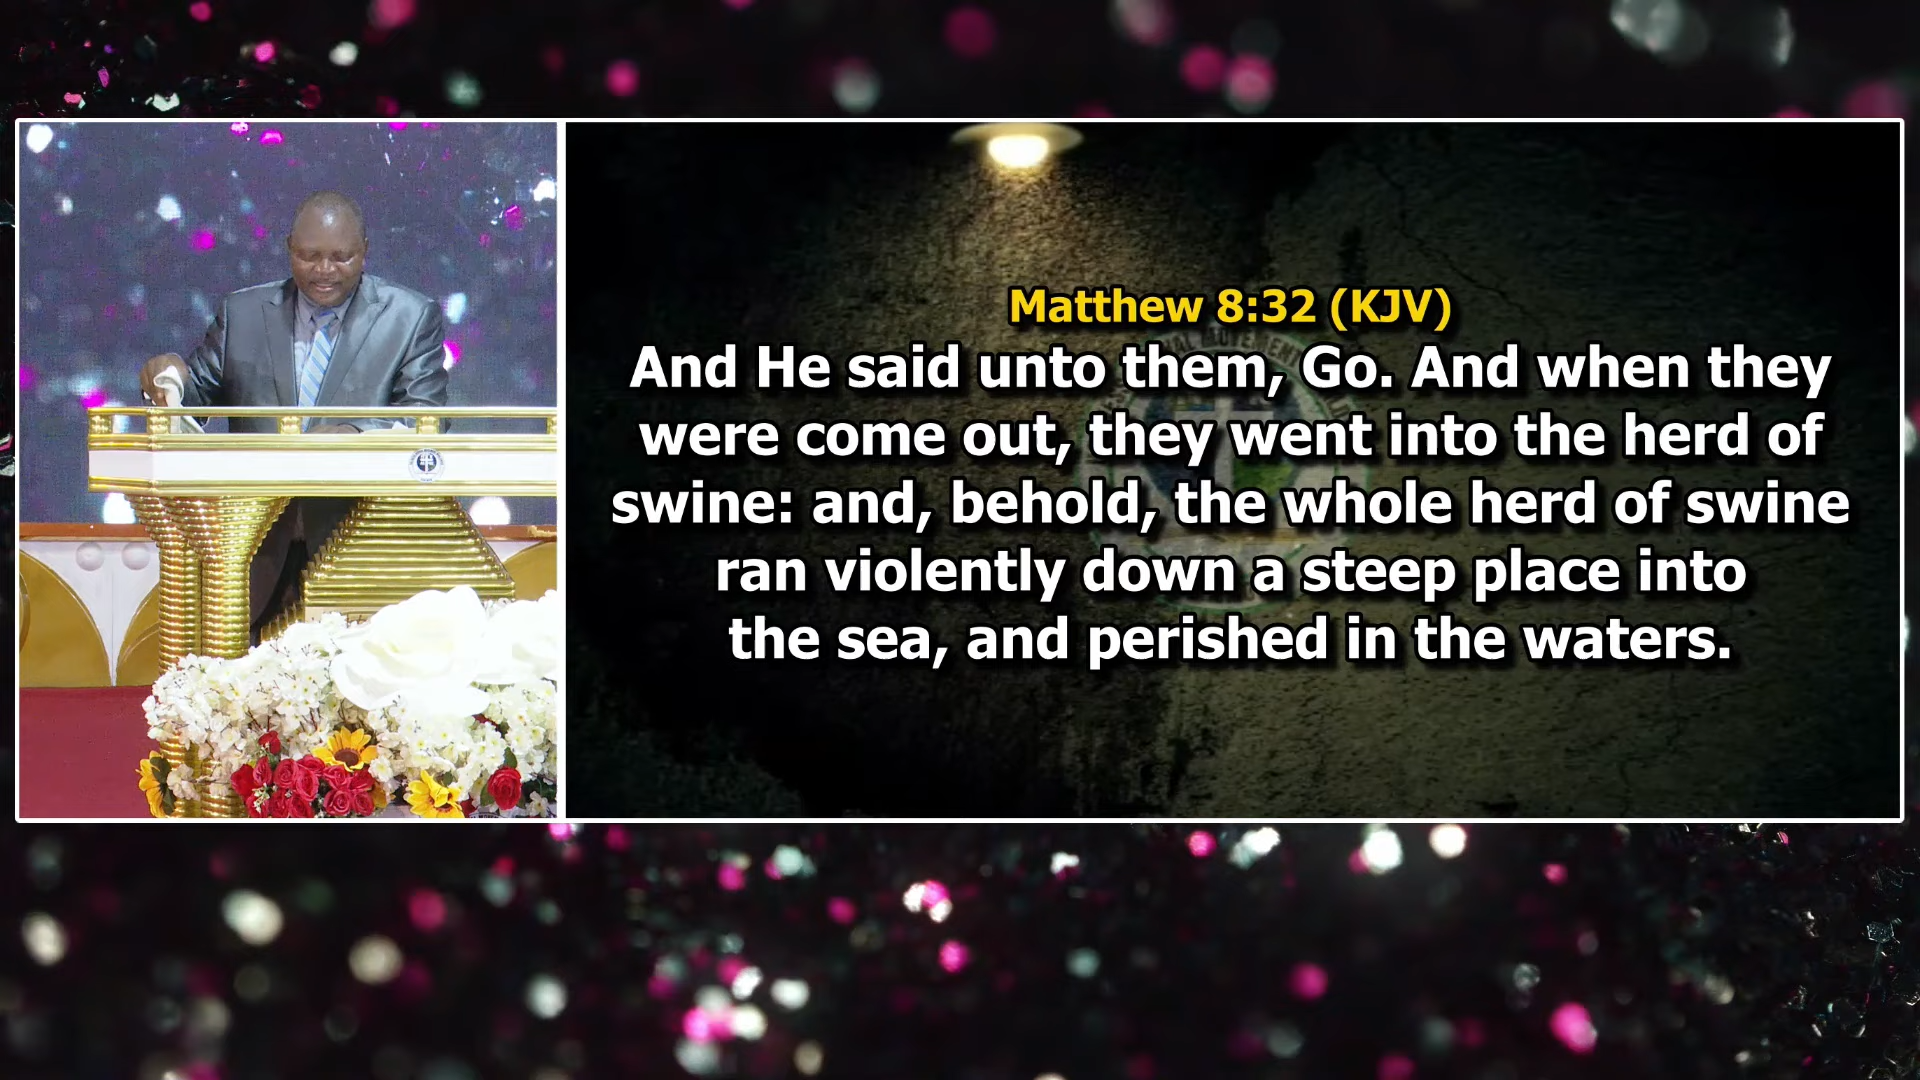 Matthew 8:32 (KJV)
And He said unto them, Go. And when they
were come out, they went into the herd of
swine: and, behold, the whole herd of swine
ran violently down a steep place into
the sea, and perished in the waters.